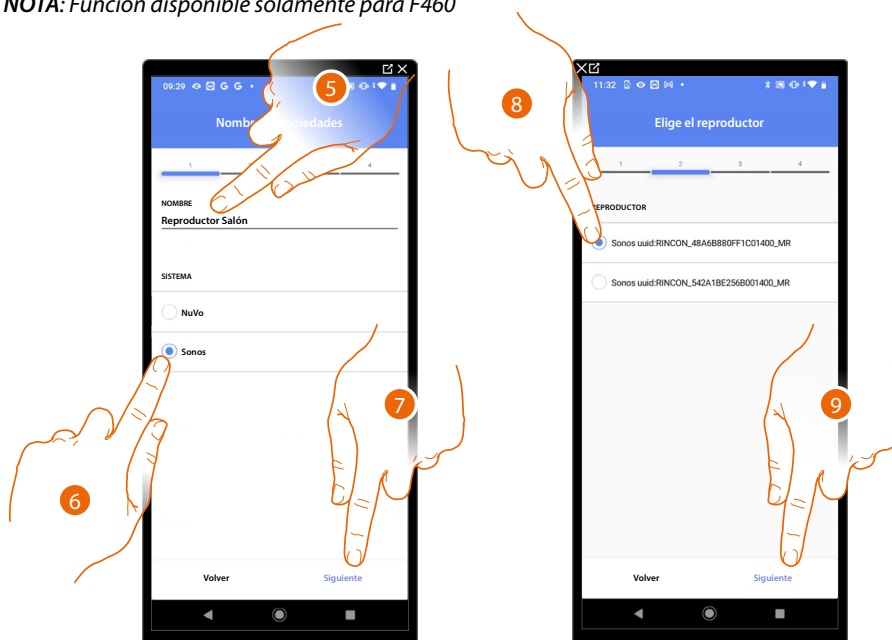 NOTA: Función disponible solamente para F460
5
09:29 G G
Nomb piedades
1 4
NOMBRE
Reproductor Salón
SISTEMA
NuVo
Sonos
6
7
Volver Siguiente
8
11:32
Elige el reproductor
1 2 3 4
REPRODUCTOR
Sonos uuid:RINCON_48A6B880FF1C01400_MR
Sonos uuid:RINCON_542A1BE256B001400_MR
9
Volver Siguiente